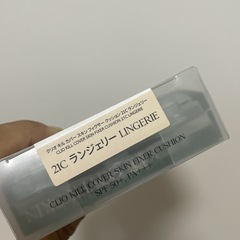 クリオ キル カバー スキン フィクサー クッション 21C ランジェリー
CLIO KILL COVER SKIN FIXER CUSHION 21C LINGERIE
21C ランジェリー LINGERIE
CLIO KILL COVER SKIN FIXER CUSHION
SPF 50+, PA++++